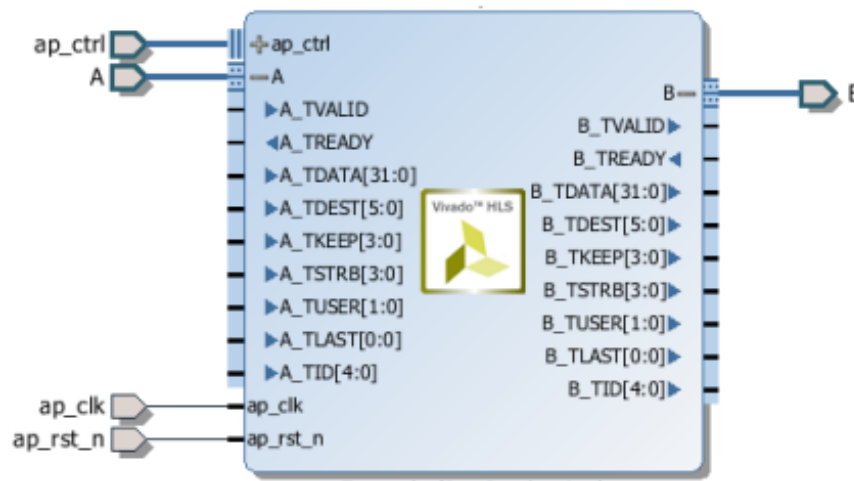 ap_ctrl
A
ap_clk
ap_rst_n
ap_ctrl
A
A_TVALID
A_TREADY
A_TDATA[31:0]
A_TDEST[5:0]
A_TKEEP[3:0]
A_TSTRB[3:0]
A_TUSER[1:0]
A_TLAST[0:0]
A_TID[4:0]
ap_clk
ap_rst_n
Vivado™ HLS
B
B_TVALID
B_TREADY
B_TDATA[31:0]
B_TDEST[5:0]
B_TKEEP[3:0]
B_TSTRB[3:0]
B_TUSER[1:0]
B_TLAST[0:0]
B_TID[4:0]